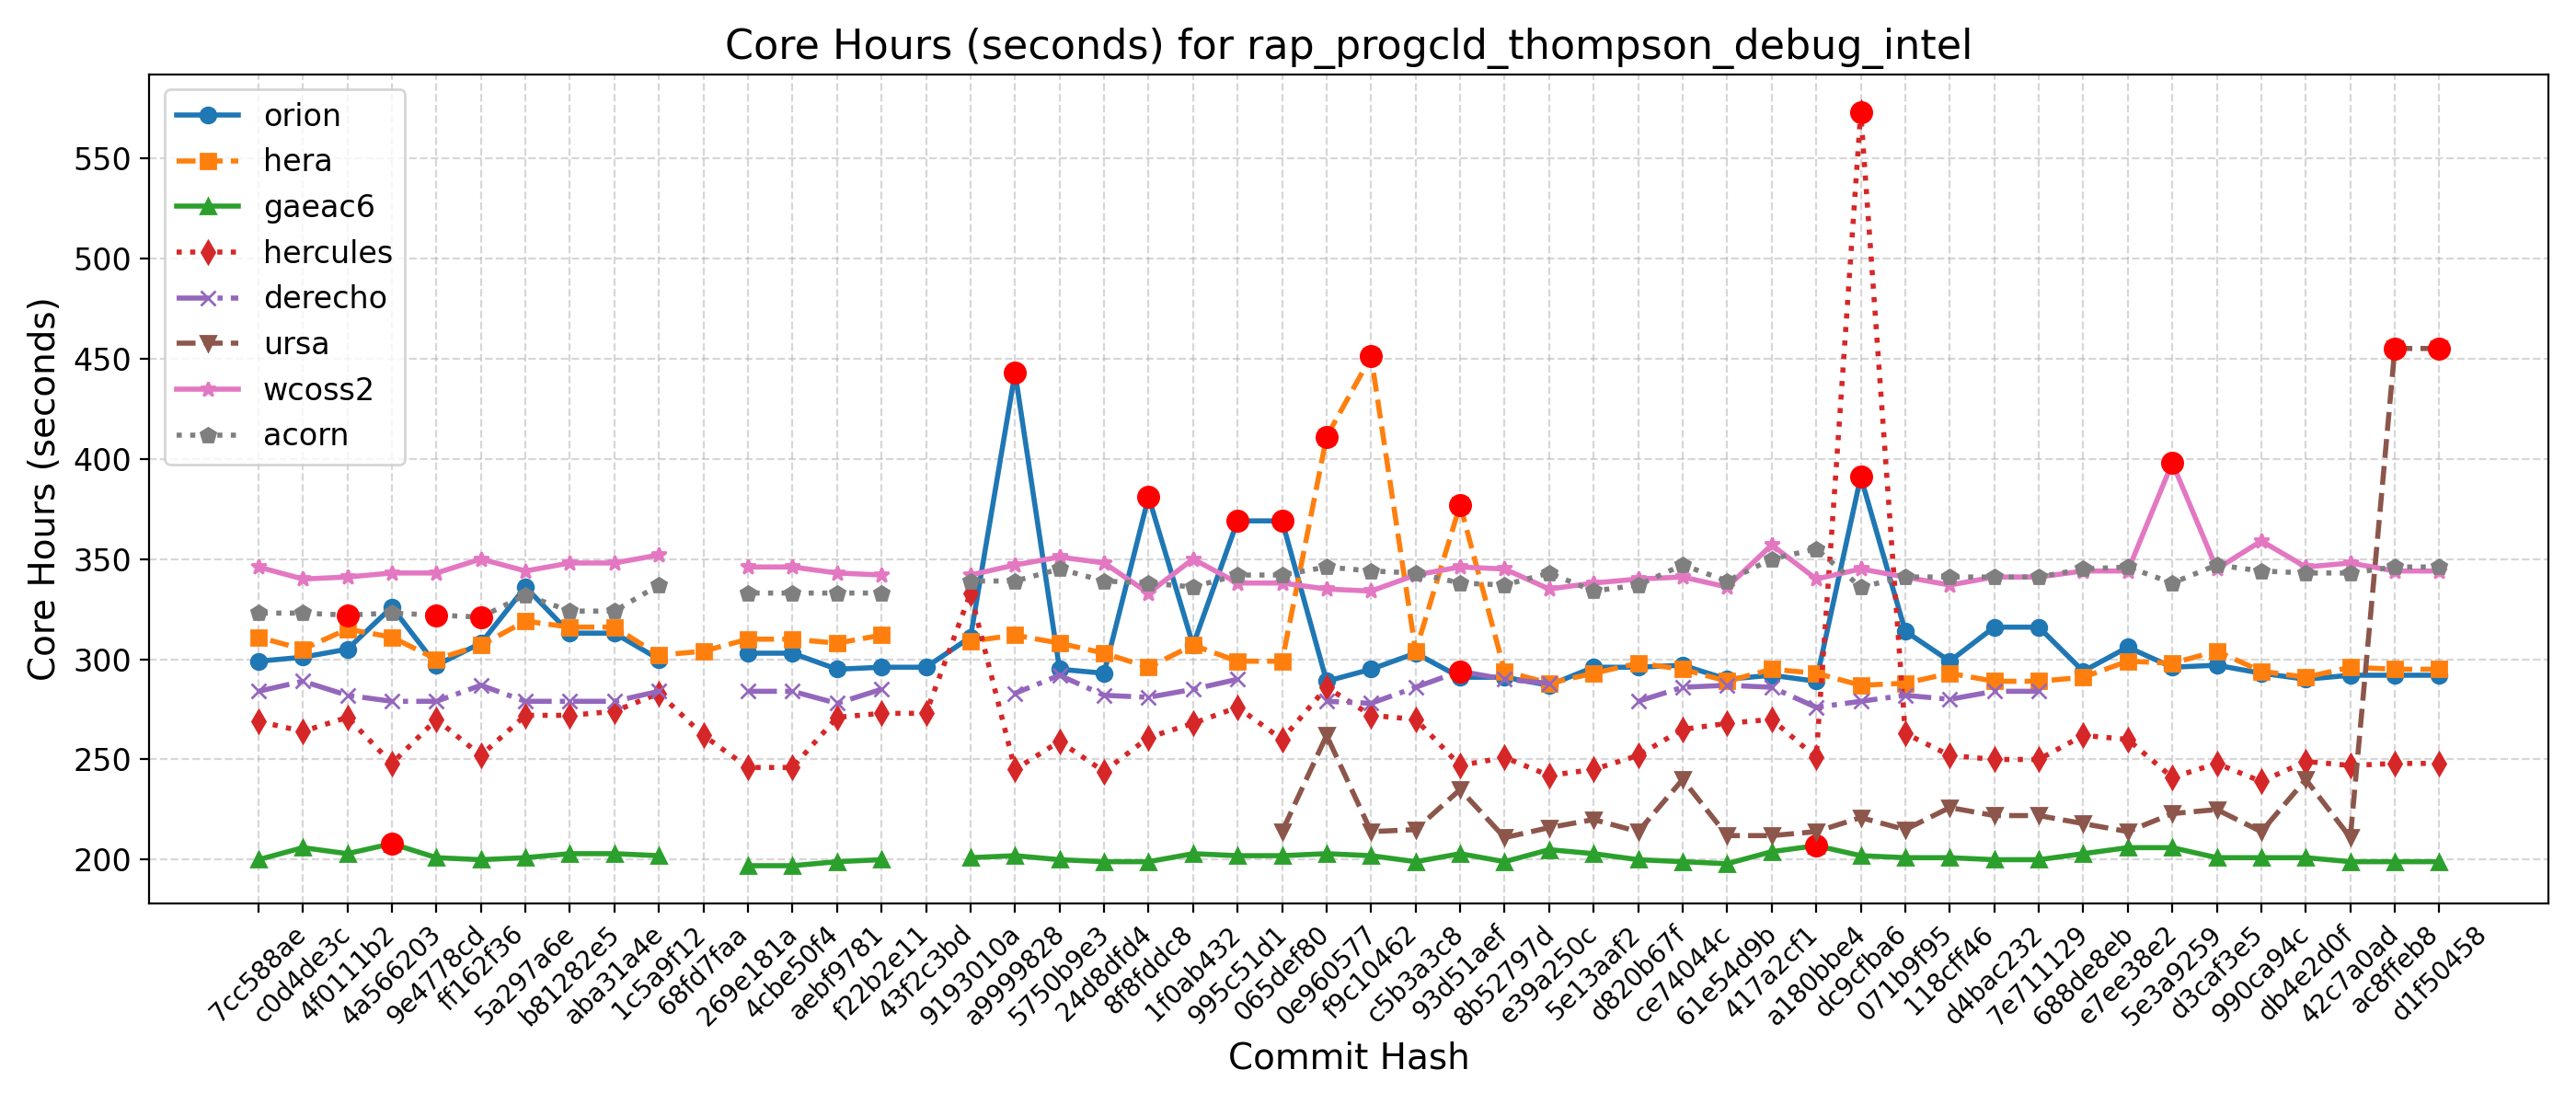 Core Hours (seconds) for rap_progcld_thompson_debug_intel
orion
hera
gaeac6
hercules
derecho
ursa
wcoss2
acorn
Core Hours (seconds)
550
500
450
400
350
300
250
200
7cc588ae
c0d4de3c
4f0111b2
4a566203
9e4778cd
ff162f36
5a297a6e
b81282e5
aba31a4e
1c5a9f12
68fd7faa
269e181a
4cbe50f4
aebf9781
f22b2e11
43f2c3bd
9193010a
a9999828
5750b9e3
24d8dfd4
8f8fddc8
1f0ab432
995c51d1
065def80
0e960577
f9c10462
c5b3a3c8
93d51aef
8b52797d
e39a250c
5e13aaf2
d820b67f
ce74044c
61e54d9b
417a2cf1
a180bbe4
dc9cfba6
071b9f95
118cff46
d4bac232
7e711129
688de8eb
e7ee38e2
5e3a9259
d3caf3e5
990ca94c
db4e2d0f
42c7a0ad
ac8ffeb8
d1f50458
Commit Hash